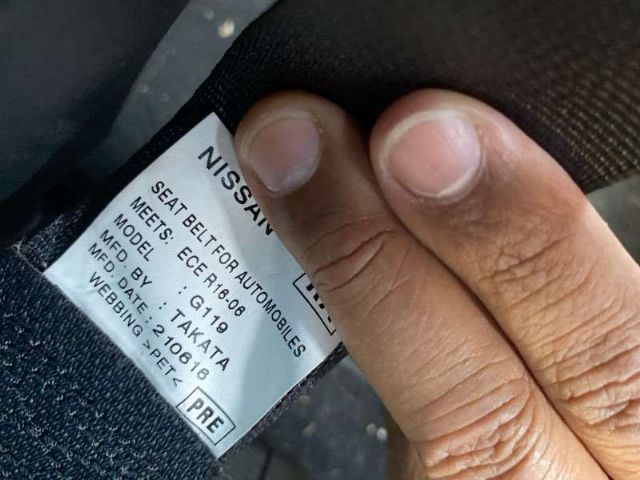 NISSAN
SEAT BELT FOR AUTOMOBILES
MEETS: ECE R16-06
MODEL : G119
MFD. BY : TAKATA
MFD. DATE : 210616
WEBBING >PET<
PRE